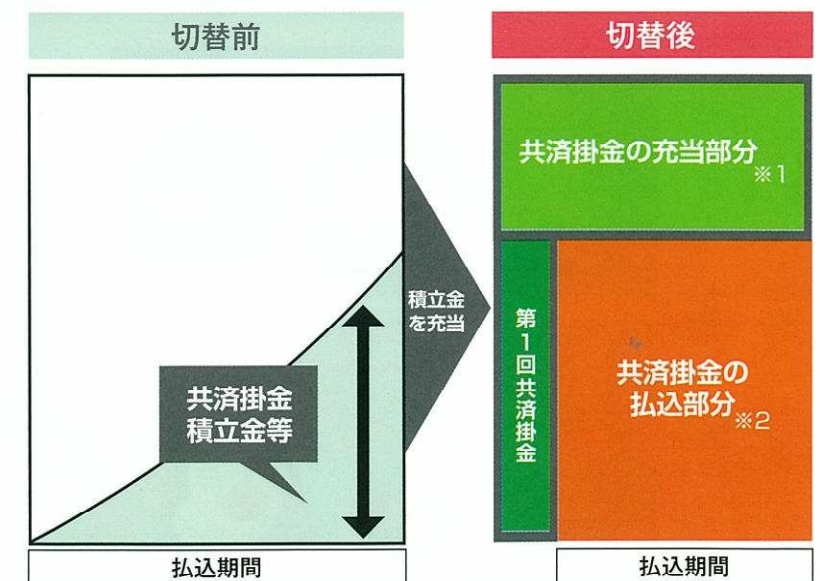 切替前
切替後
共済掛金の充当部分
※1
積立金
を充当
共済掛金
積立金等
第1回共済掛金
共済掛金の
払込部分
※2
払込期間
払込期間